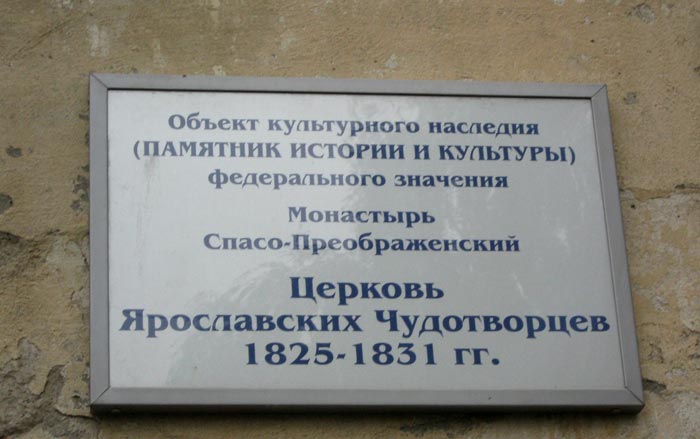 Объект культурного наследия
(ПАМЯТНИК ИСТОРИИ И КУЛЬТУРЫ)
федерального значения
Монастырь
Спасо-Преображенский
Церковь
Ярославских Чудотворцев
1825-1831 гг.